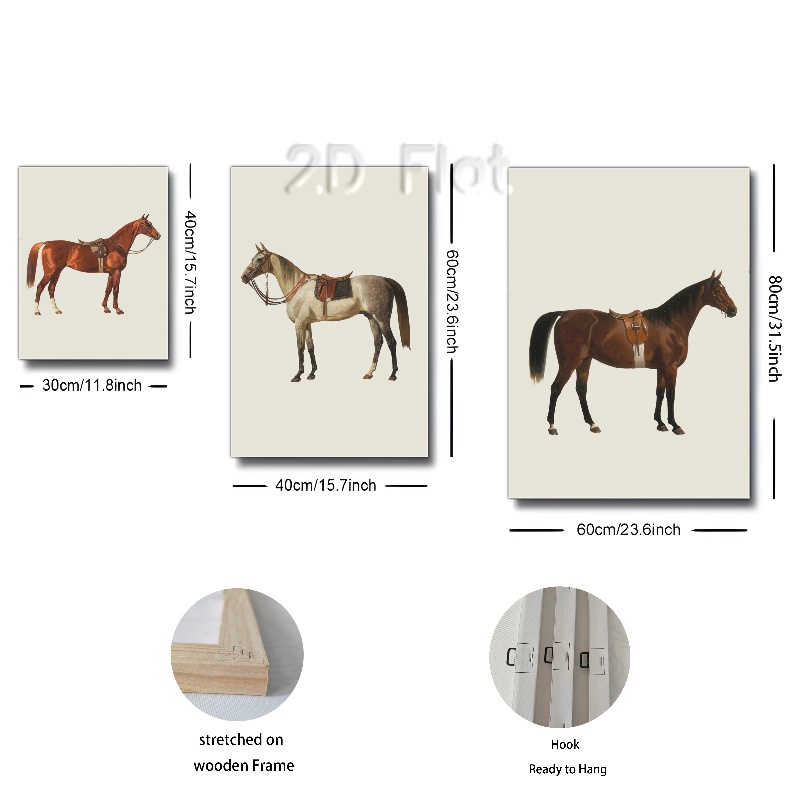 2D Flat
40cm/15.7inch
30cm/11.8inch
60cm/23.6inch
40cm/15.7inch
80cm/31.5inch
60cm/23.6inch
stretched on
wooden Frame
Hook
Ready to Hang